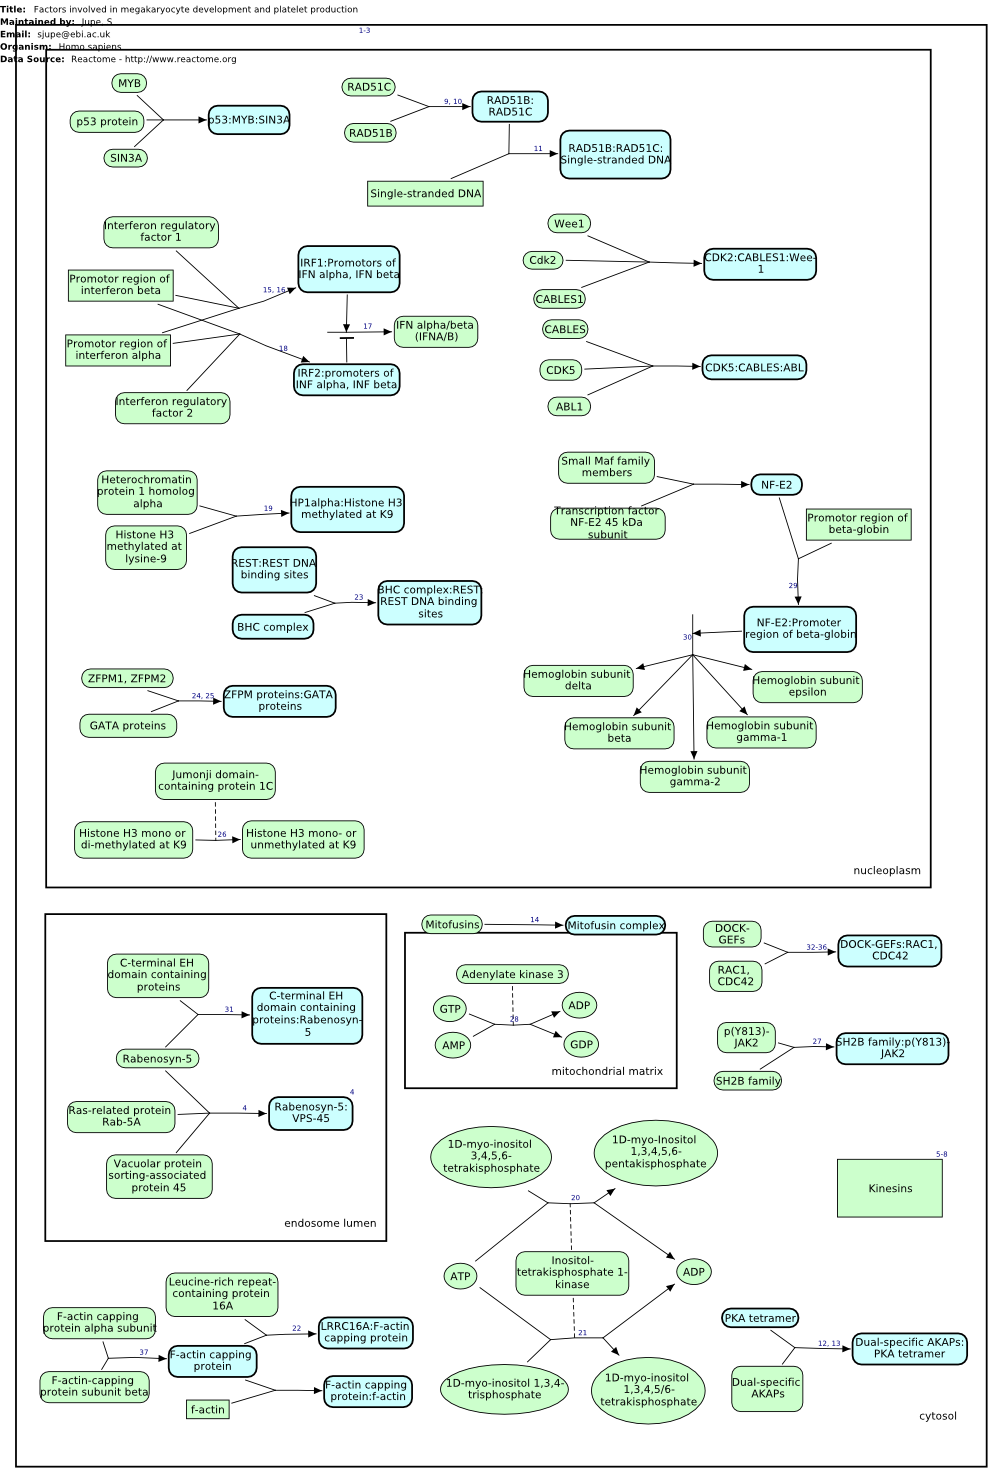 Title: Factors involved in megakaryocyte development and platelet production
Maintained by: Jupe, S
Email: sjupe@ebi.ac.uk
Organism: Homo sapiens
Data Source: Reactome - http://www.reactome.org
1-3
MYB
p53 protein
SIN3A
p53:MYB:SIN3A
RAD51C
RAD51B
9, 10
RAD51B:
RAD51C
11
RAD51B:RAD51C:
Single-stranded DNA
Single-stranded DNA
Interferon regulatory
factor 1
Promotor region of
interferon beta
Promotor region of
interferon alpha
Interferon regulatory
factor 2
15, 16
18
IRF1:Promotors of
IFN alpha, IFN beta
17
IFN alpha/beta
(IFNA/B)
IRF2:promoters of
INF alpha, INF beta
Wee1
Cdk2
CABLES1
CDK2:CABLES1:Wee-
1
CABLES
CDK5
ABL1
CDK5:CABLES:ABL
Heterochromatin
protein 1 homolog
alpha
Histone H3
methylated at
lysine-9
19
HP1alpha:Histone H3
methylated at K9
REST:REST DNA
binding sites
BHC complex
23
BHC complex:REST:
REST DNA binding
sites
Small Maf family
members
Transcription factor
NF-E2 45 kDa
subunit
NF-E2
Promotor region of
beta-globin
29
NF-E2:Promoter
region of beta-globin
30
Hemoglobin subunit
delta
Hemoglobin subunit
epsilon
Hemoglobin subunit
beta
Hemoglobin subunit
gamma-1
Hemoglobin subunit
gamma-2
ZFPM1, ZFPM2
GATA proteins
24, 25
ZFPM proteins:GATA
proteins
Jumonji domain-
containing protein 1C
Histone H3 mono or
di-methylated at K9
26
Histone H3 mono- or
unmethylated at K9
nucleoplasm
C-terminal EH
domain containing
proteins
31
C-terminal EH
domain containing
proteins:Rabenosyn-
5
Rabenosyn-5
Ras-related protein
Rab-5A
4
Rabenosyn-5:
VPS-45
4
Vacuolar protein
sorting-associated
protein 45
endosome lumen
Mitofusins
14
Mitofusin complex
Adenylate kinase 3
GTP
AMP
28
ADP
GDP
mitochondrial matrix
DOCK-
GEFs
RAC1,
CDC42
32-36
DOCK-GEFs:RAC1,
CDC42
p(Y813)-
JAK2
SH2B family
27
SH2B family:p(Y813)-
JAK2
1D-myo-inositol
3,4,5,6-
tetrakisphosphate
1D-myo-Inositol
1,3,4,5,6-
pentakisphosphate
20
5-8
Kinesins
ATP
Inositol-
tetrakisphosphate 1-
kinase
ADP
21
1D-myo-inositol 1,3,4-
trisphosphate
1D-myo-inositol
1,3,4,5/6-
tetrakisphosphate
Leucine-rich repeat-
containing protein
16A
F-actin capping
protein alpha subunit
F-actin-capping
protein subunit beta
37
F-actin capping
protein
22
LRRC16A:F-actin
capping protein
f-actin
F-actin capping
protein:f-actin
PKA tetramer
Dual-specific
AKAPs
12, 13
Dual-specific AKAPs:
PKA tetramer
cytosol